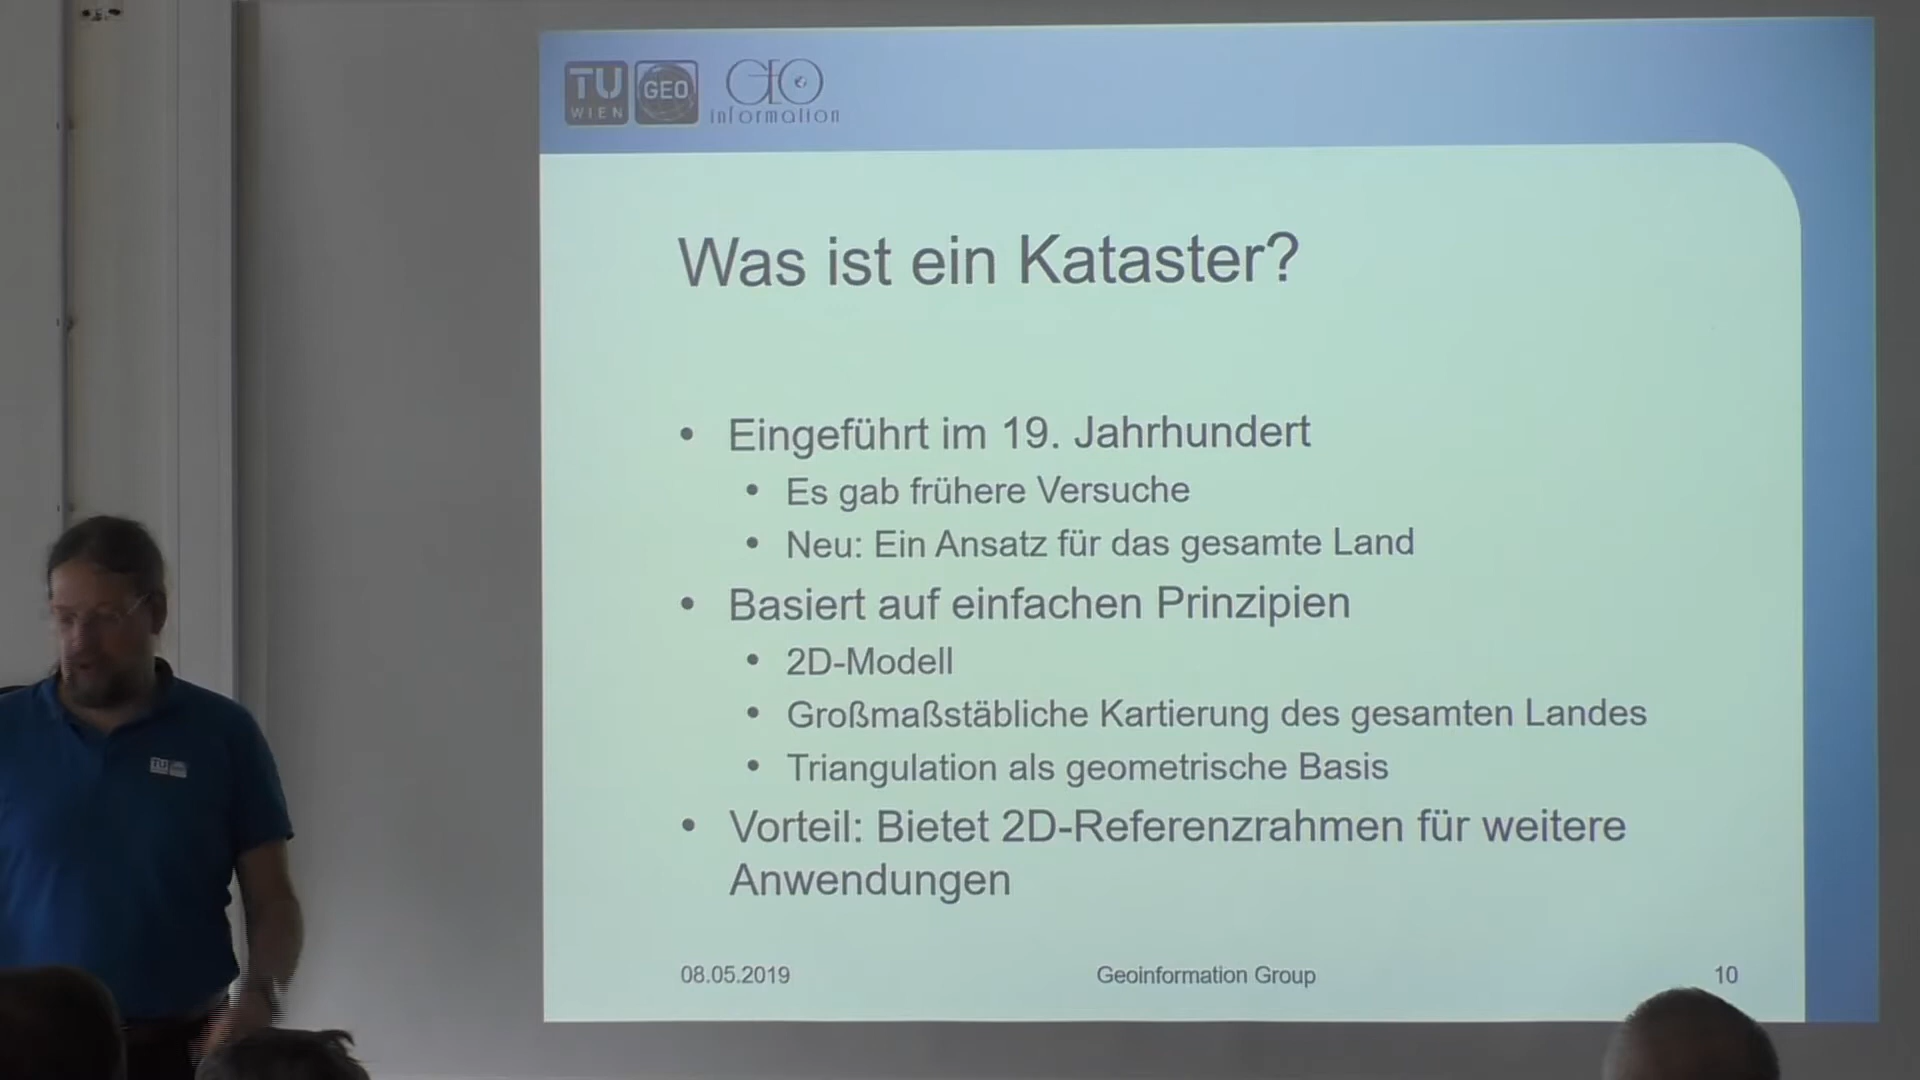 TU
WIEN
GEO
GEO
information
Was ist ein Kataster?
• Eingeführt im 19. Jahrhundert
• Es gab frühere Versuche
• Neu: Ein Ansatz für das gesamte Land
• Basiert auf einfachen Prinzipien
• 2D-Modell
• Großmaßstäbliche Kartierung des gesamten Landes
• Triangulation als geometrische Basis
• Vorteil: Bietet 2D-Referenzrahmen für weitere
Anwendungen
08.05.2019 Geoinformation Group 10
TU